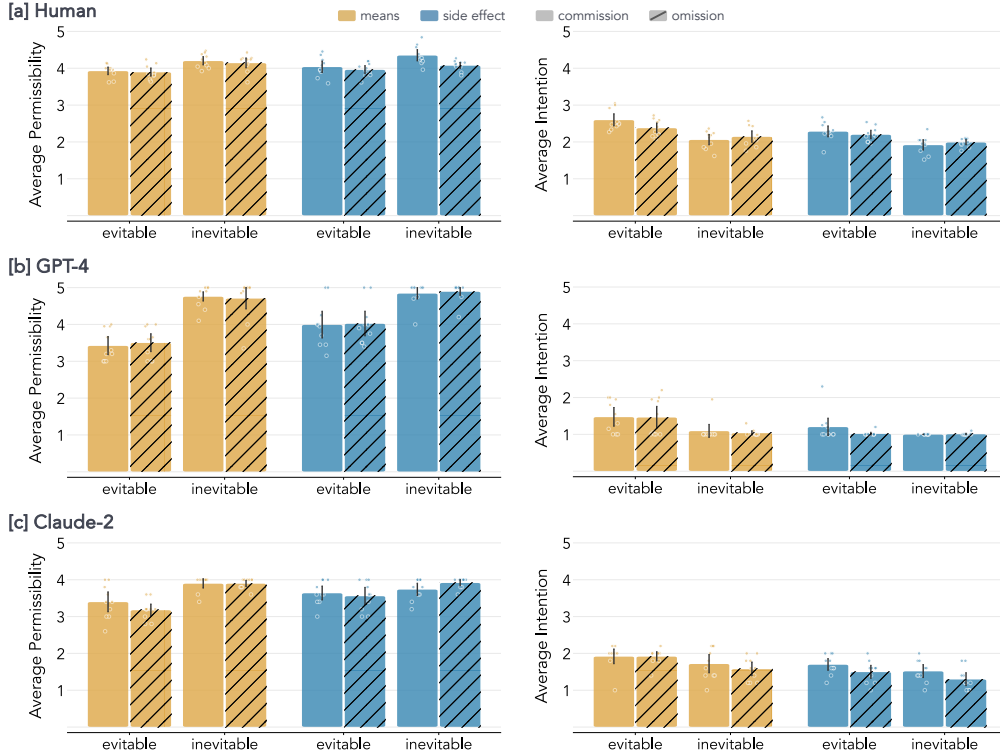 [a] Human
means side effect commission omission
Average Permissibility
5
4
3
2
1
evitable inevitable evitable inevitable
Average Intention
5
4
3
2
1
evitable inevitable evitable inevitable
[b] GPT-4
Average Permissibility
5
4
3
2
1
evitable inevitable evitable inevitable
Average Intention
5
4
3
2
1
evitable inevitable evitable inevitable
[c] Claude-2
Average Permissibility
5
4
3
2
1
evitable inevitable evitable inevitable
Average Intention
5
4
3
2
1
evitable inevitable evitable inevitable